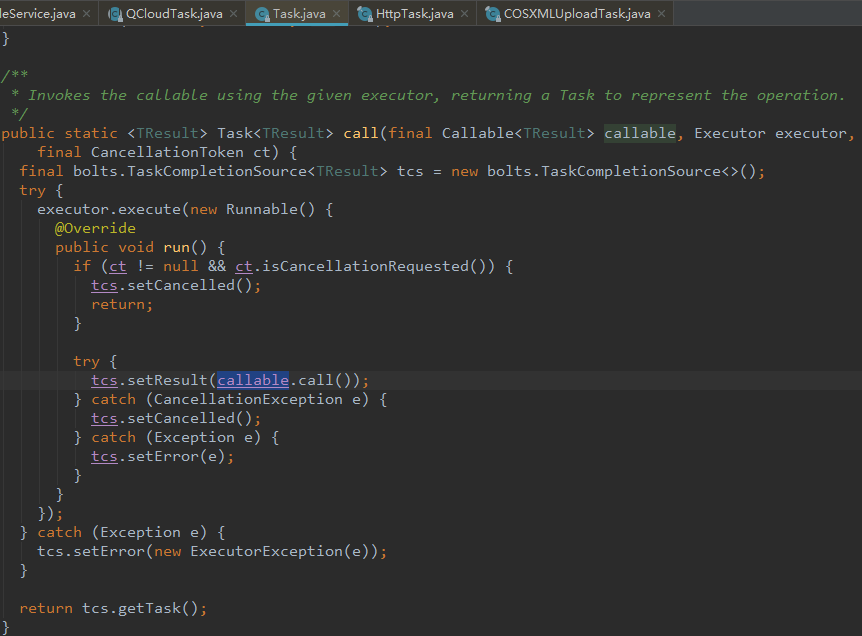 leService.java × QCloudTask.java × Task.java × HttpTask.java × COSXMLUploadTask.java ×
}
/**
 * Invokes the callable using the given executor, returning a Task to represent the operation.
 */
public static <TResult> Task<TResult> call(final Callable<TResult> callable, Executor executor,
    final CancellationToken ct) {
  final bolts.TaskCompletionSource<TResult> tcs = new bolts.TaskCompletionSource<>();
  try {
    executor.execute(new Runnable() {
      @Override
      public void run() {
        if (ct != null && ct.isCancellationRequested()) {
          tcs.setCancelled();
          return;
        }
        try {
          tcs.setResult(callable.call());
        } catch (CancellationException e) {
          tcs.setCancelled();
        } catch (Exception e) {
          tcs.setError(e);
        }
      }
    });
  } catch (Exception e) {
    tcs.setError(new ExecutorException(e));
  }
  return tcs.getTask();
}